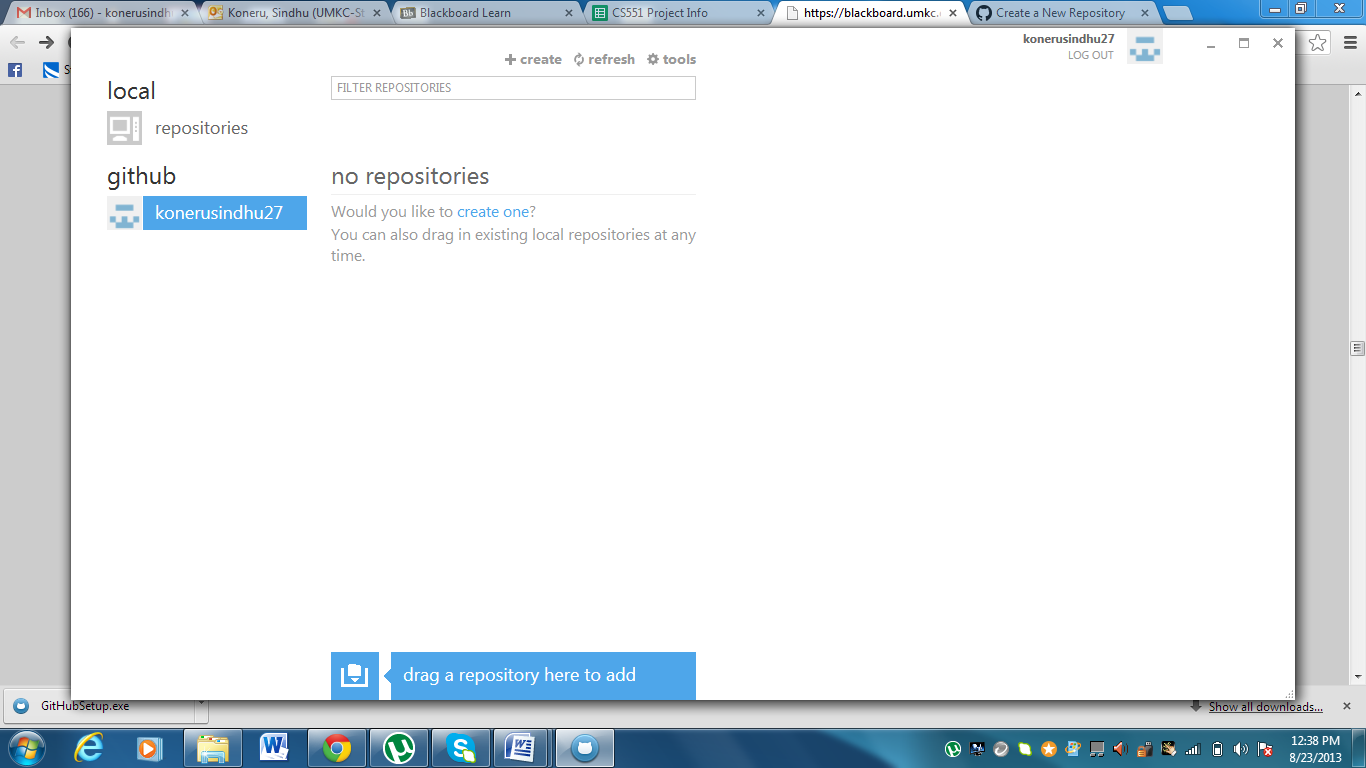 Inbox (166) - konerusindh
Koneru, Sindhu (UMKC-St
Bb Blackboard Learn
CS551 Project Info
https://blackboard.umkc.
Create a New Repository
konerusindhu27
LOG OUT
create refresh tools
FILTER REPOSITORIES
local
repositories
github
konerusindhu27
no repositories
Would you like to create one?
You can also drag in existing local repositories at any
time.
drag a repository here to add
GitHubSetup.exe
Show all downloads...
12:38 PM
8/23/2013